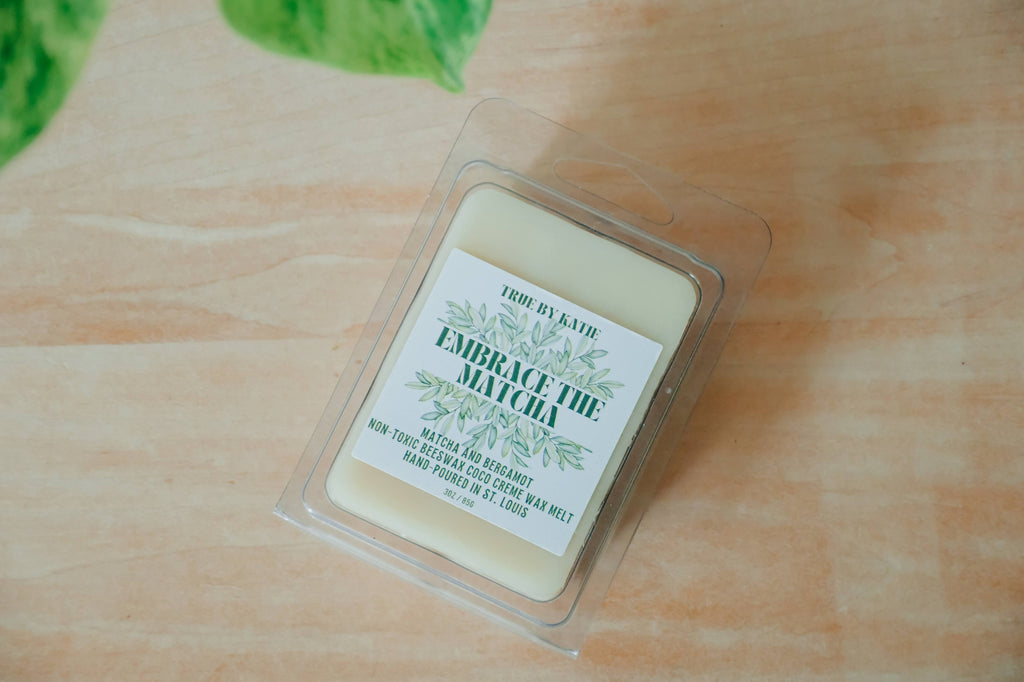 TRUE BY KATIE
EMBRACE THE
MATCHA
MATCHA AND BERGAMOT
NON-TOXIC BEESWAX COCO CREME WAX MELT
HAND-POURED IN ST. LOUIS
3OZ / 85G